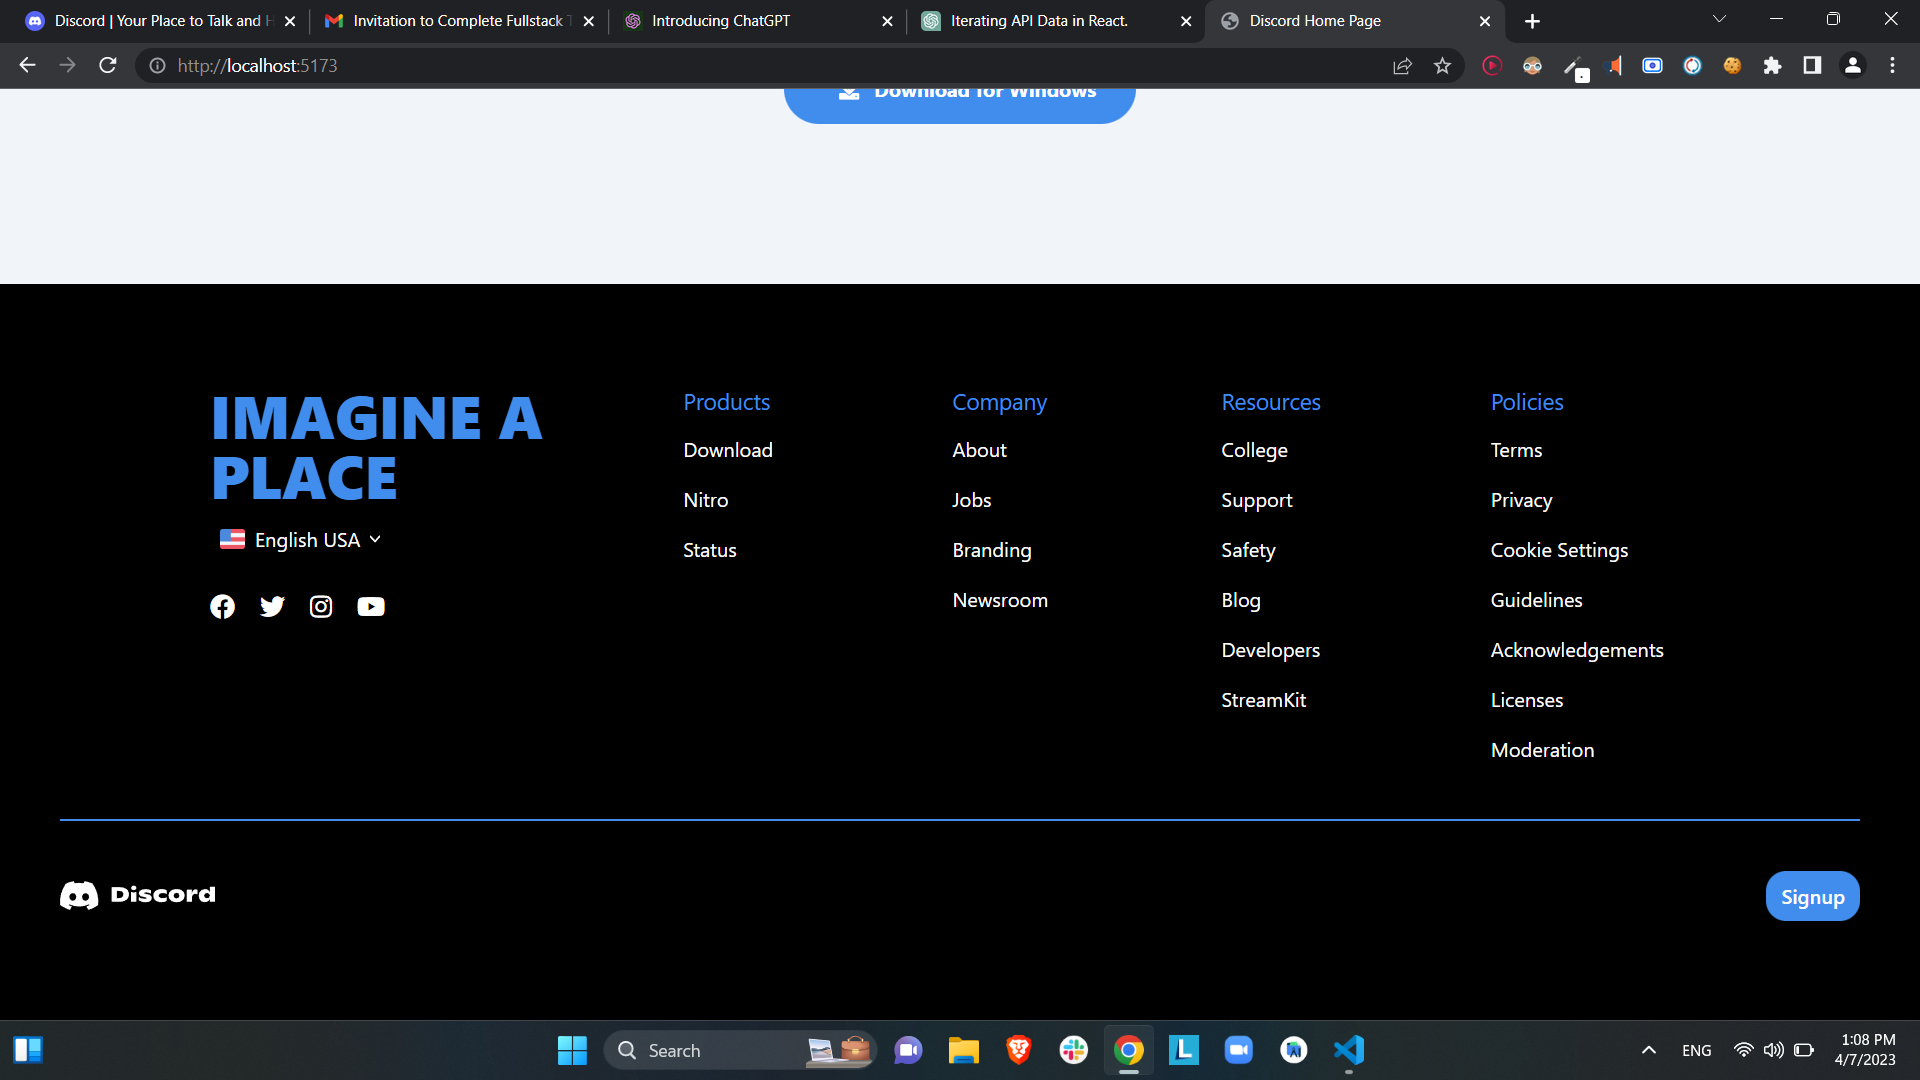 Discord | Your Place to Talk and H
Invitation to Complete Fullstack T
Introducing ChatGPT
Iterating API Data in React.
Discord Home Page
http://localhost:5173
Download for Windows
IMAGINE A
PLACE
English USA
Products
Download
Nitro
Status
Company
About
Jobs
Branding
Newsroom
Resources
College
Support
Safety
Blog
Developers
StreamKit
Policies
Terms
Privacy
Cookie Settings
Guidelines
Acknowledgements
Licenses
Moderation
Discord
Signup
Search
L
AI
ENG
1:08 PM
4/7/2023